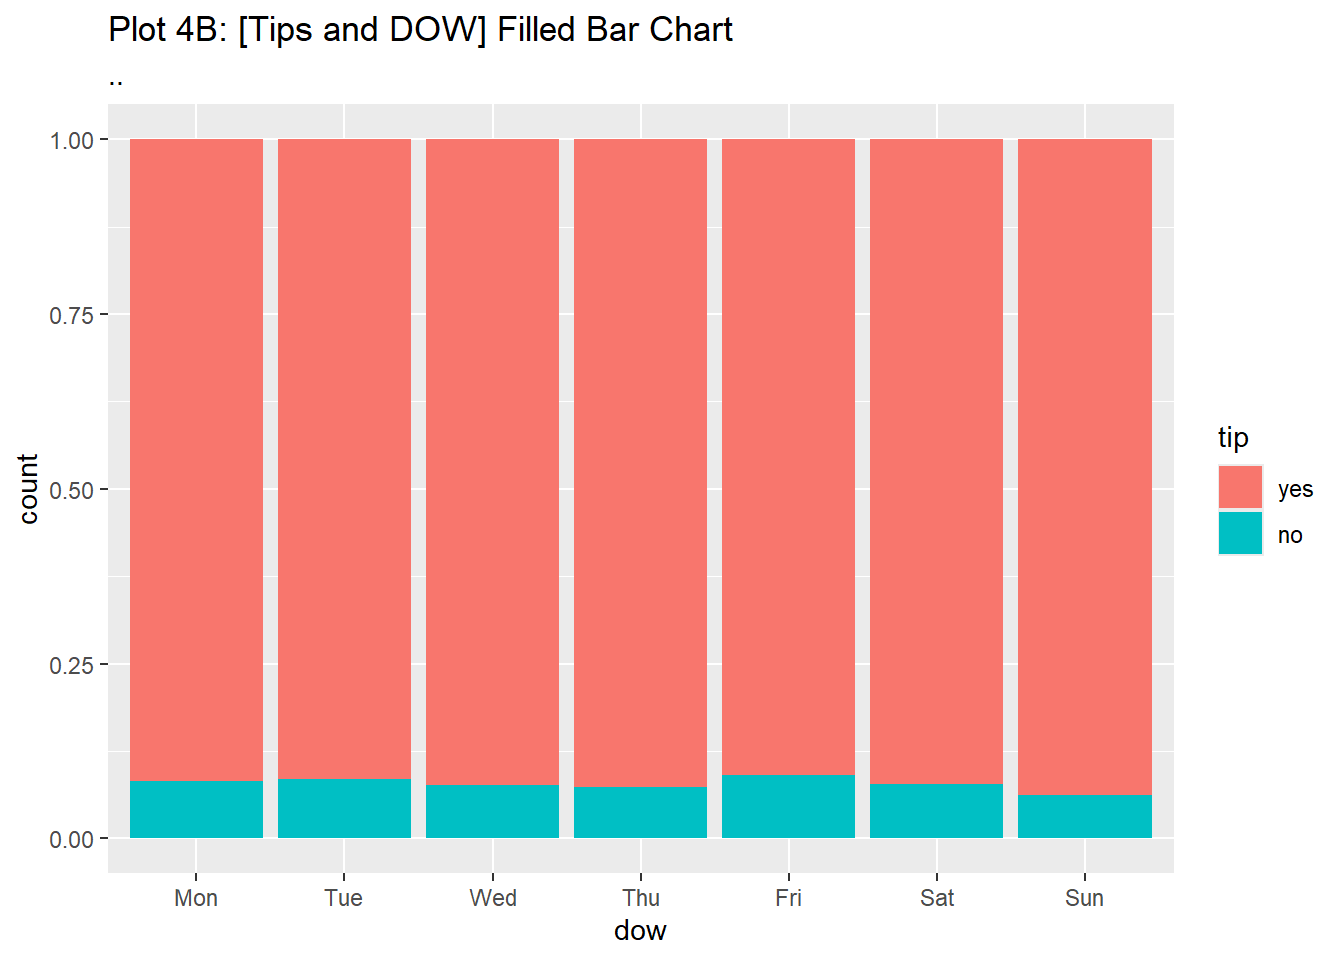 Plot 4B: [Tips and DOW] Filled Bar Chart
..
1.00
0.75
0.50
0.25
0.00
count
Mon Tue Wed Thu Fri Sat Sun
dow
tip
yes
no